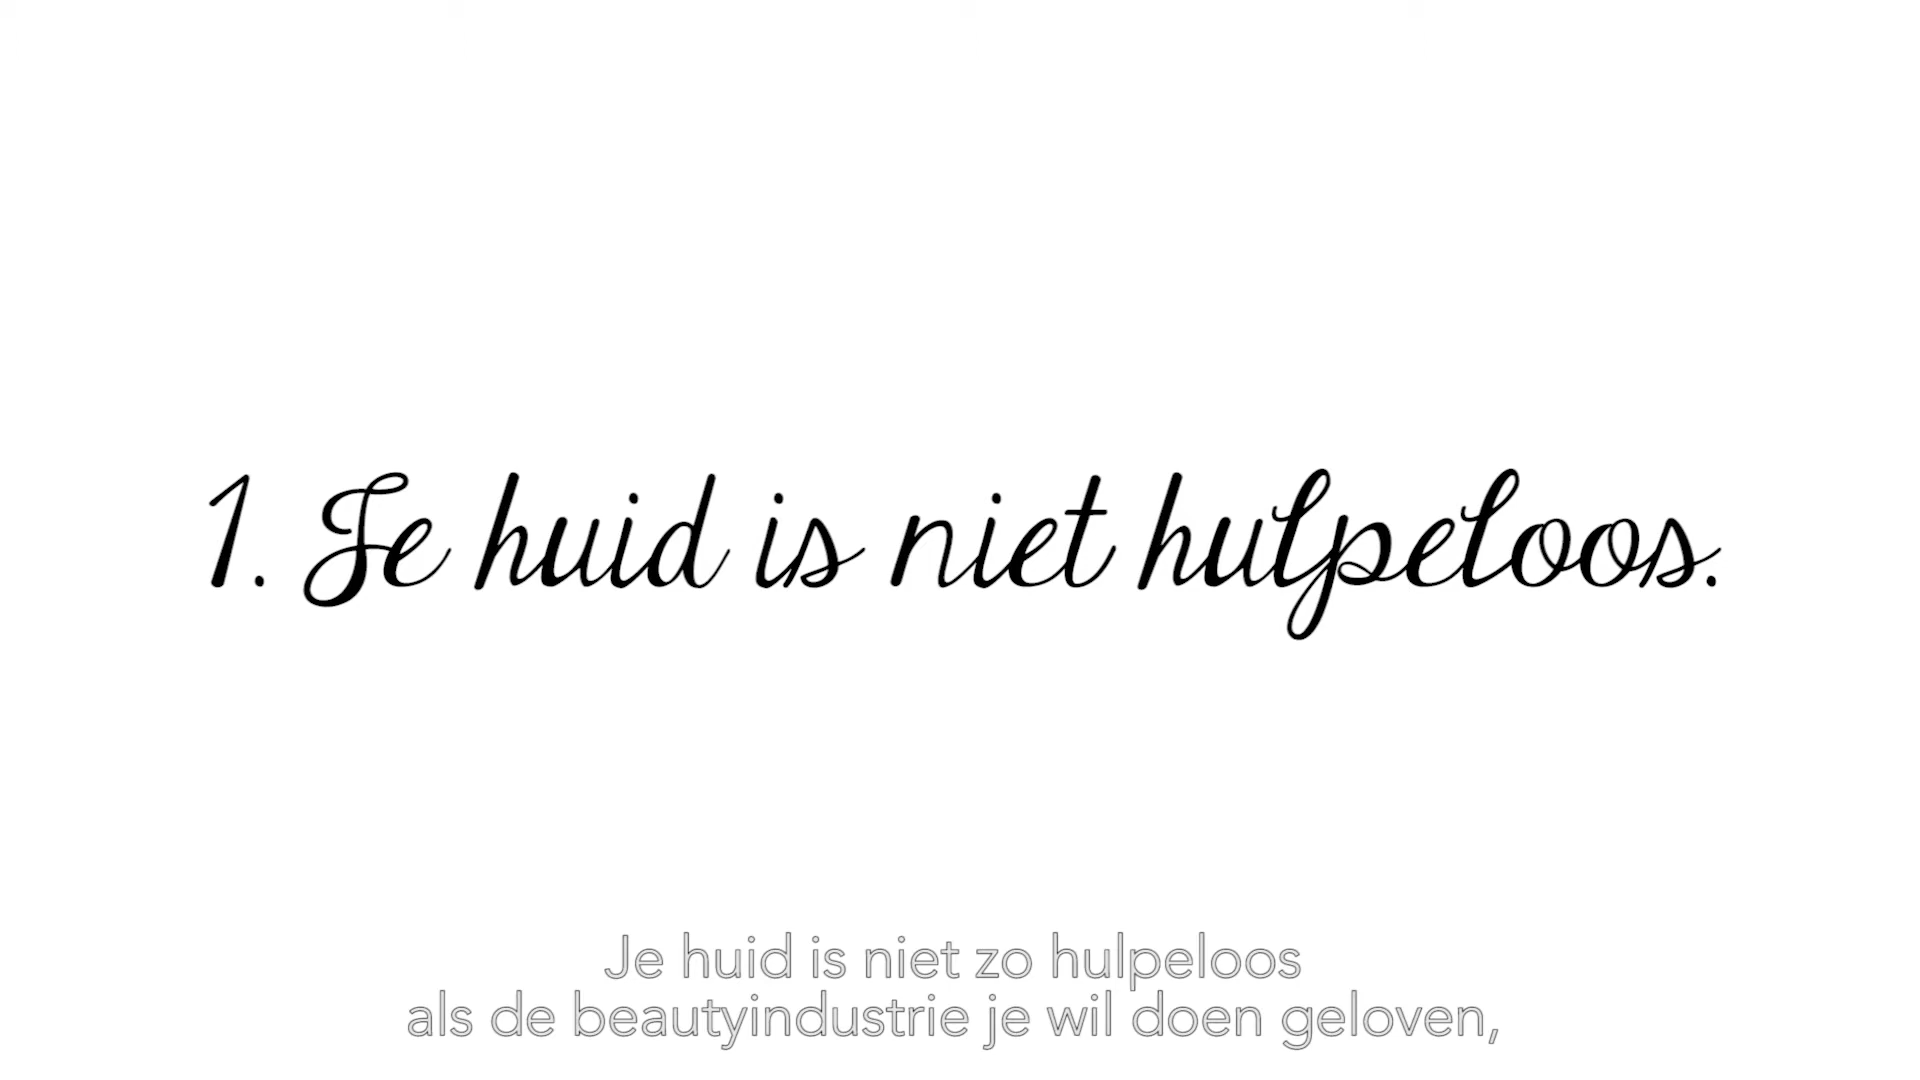 1. Je huid is niet hulpeloos.
Je huid is niet zo hulpeloos
als de beautyindustrie je wil doen geloven,